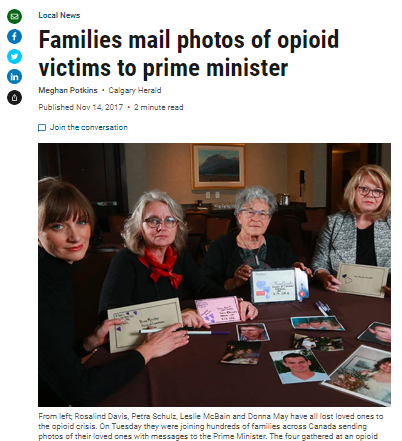 Local News
Families mail photos of opioid
victims to prime minister
Meghan Potkins • Calgary Herald
Published Nov 14, 2017 • 2 minute read
Join the conversation
From left; Rosalind Davis, Petra Schulz, Leslie McBain and Donna May have all lost loved ones to
the opioid crisis. On Tuesday they were joining hundreds of families across Canada sending
photos of their loved ones with messages to the Prime Minister. The four gathered at an opioid